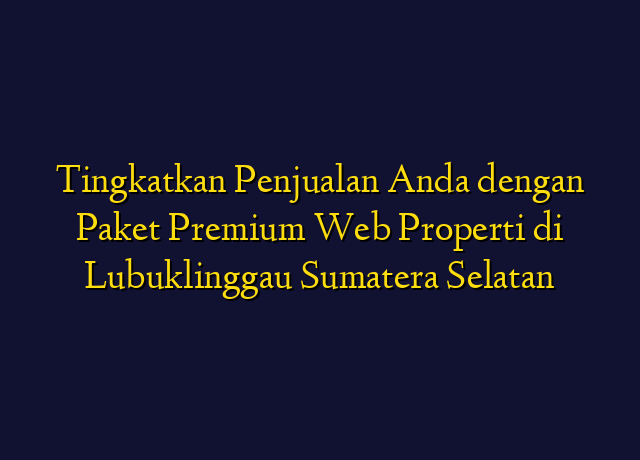 Tingkatkan Penjualan Anda dengan
Paket Premium Web Properti di
Lubuklinggau Sumatera Selatan